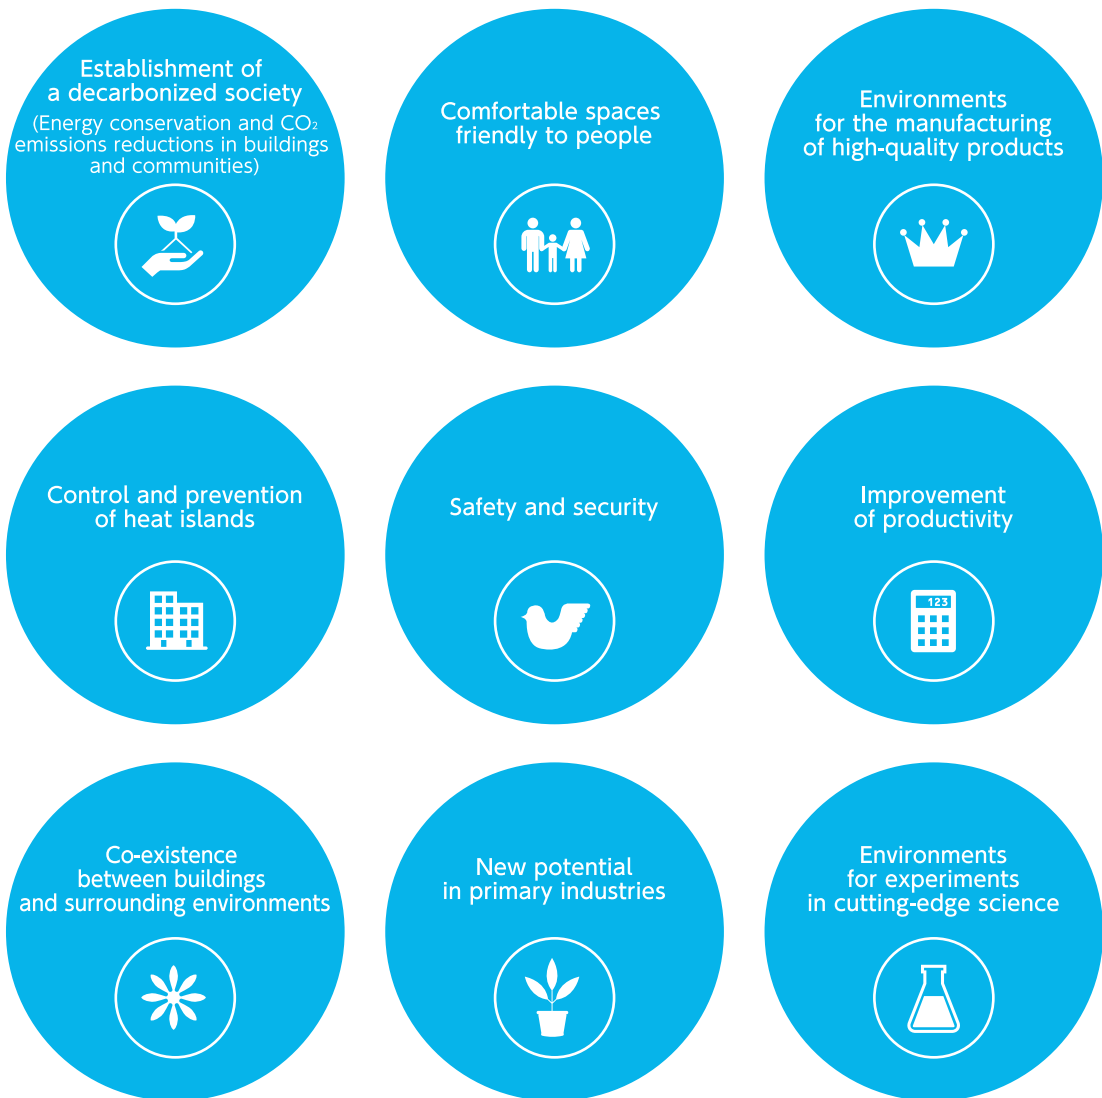 Establishment of
a decarbonized society
(Energy conservation and CO₂
emissions reductions in buildings
and communities)
Comfortable spaces
friendly to people
Environments
for the manufacturing
of high-quality products
Control and prevention
of heat islands
Safety and security
Improvement
of productivity
123
Co-existence
between buildings
and surrounding environments
New potential
in primary industries
Environments
for experiments
in cutting-edge science